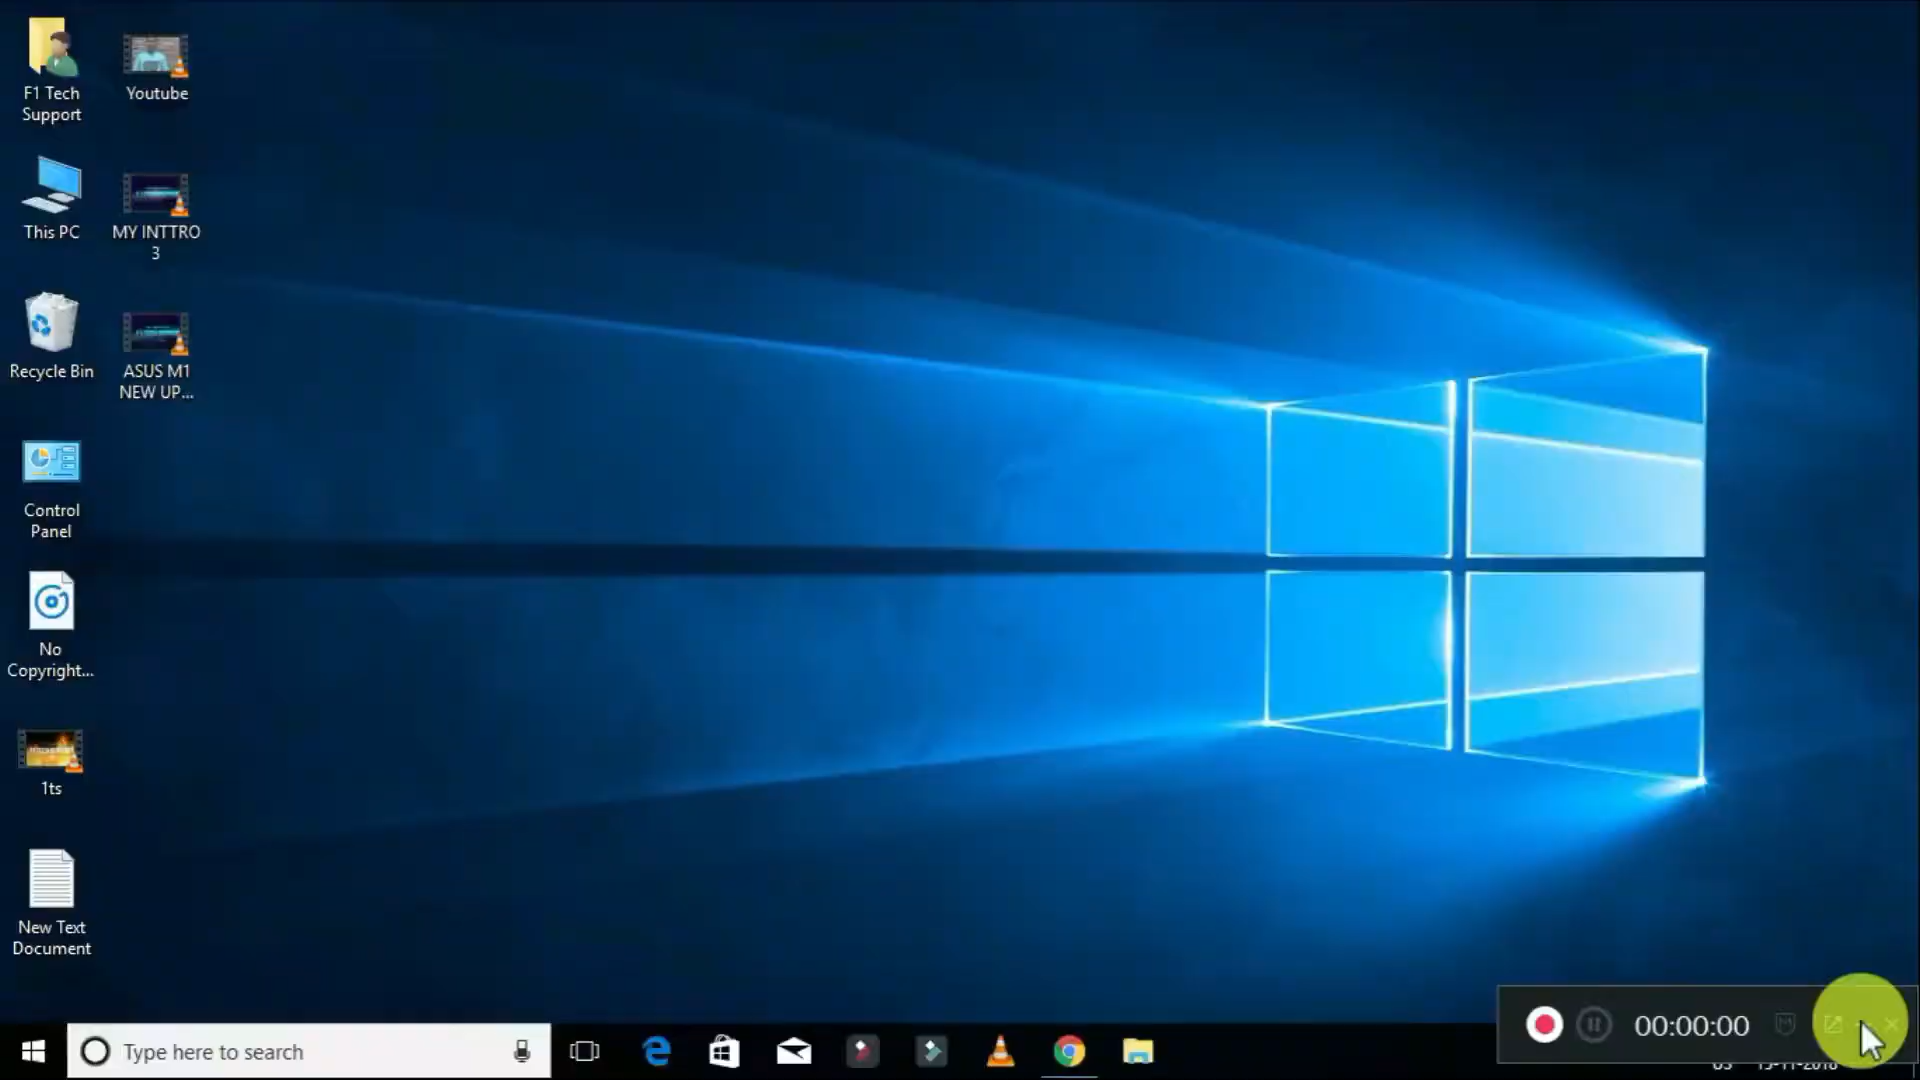 F1 Tech
Support
Youtube
This PC
MY INTTRO
3
Recycle Bin
ASUS M1
NEW UP...
Control
Panel
No
Copyright...
1ts
New Text
Document
Type here to search
00:00:00